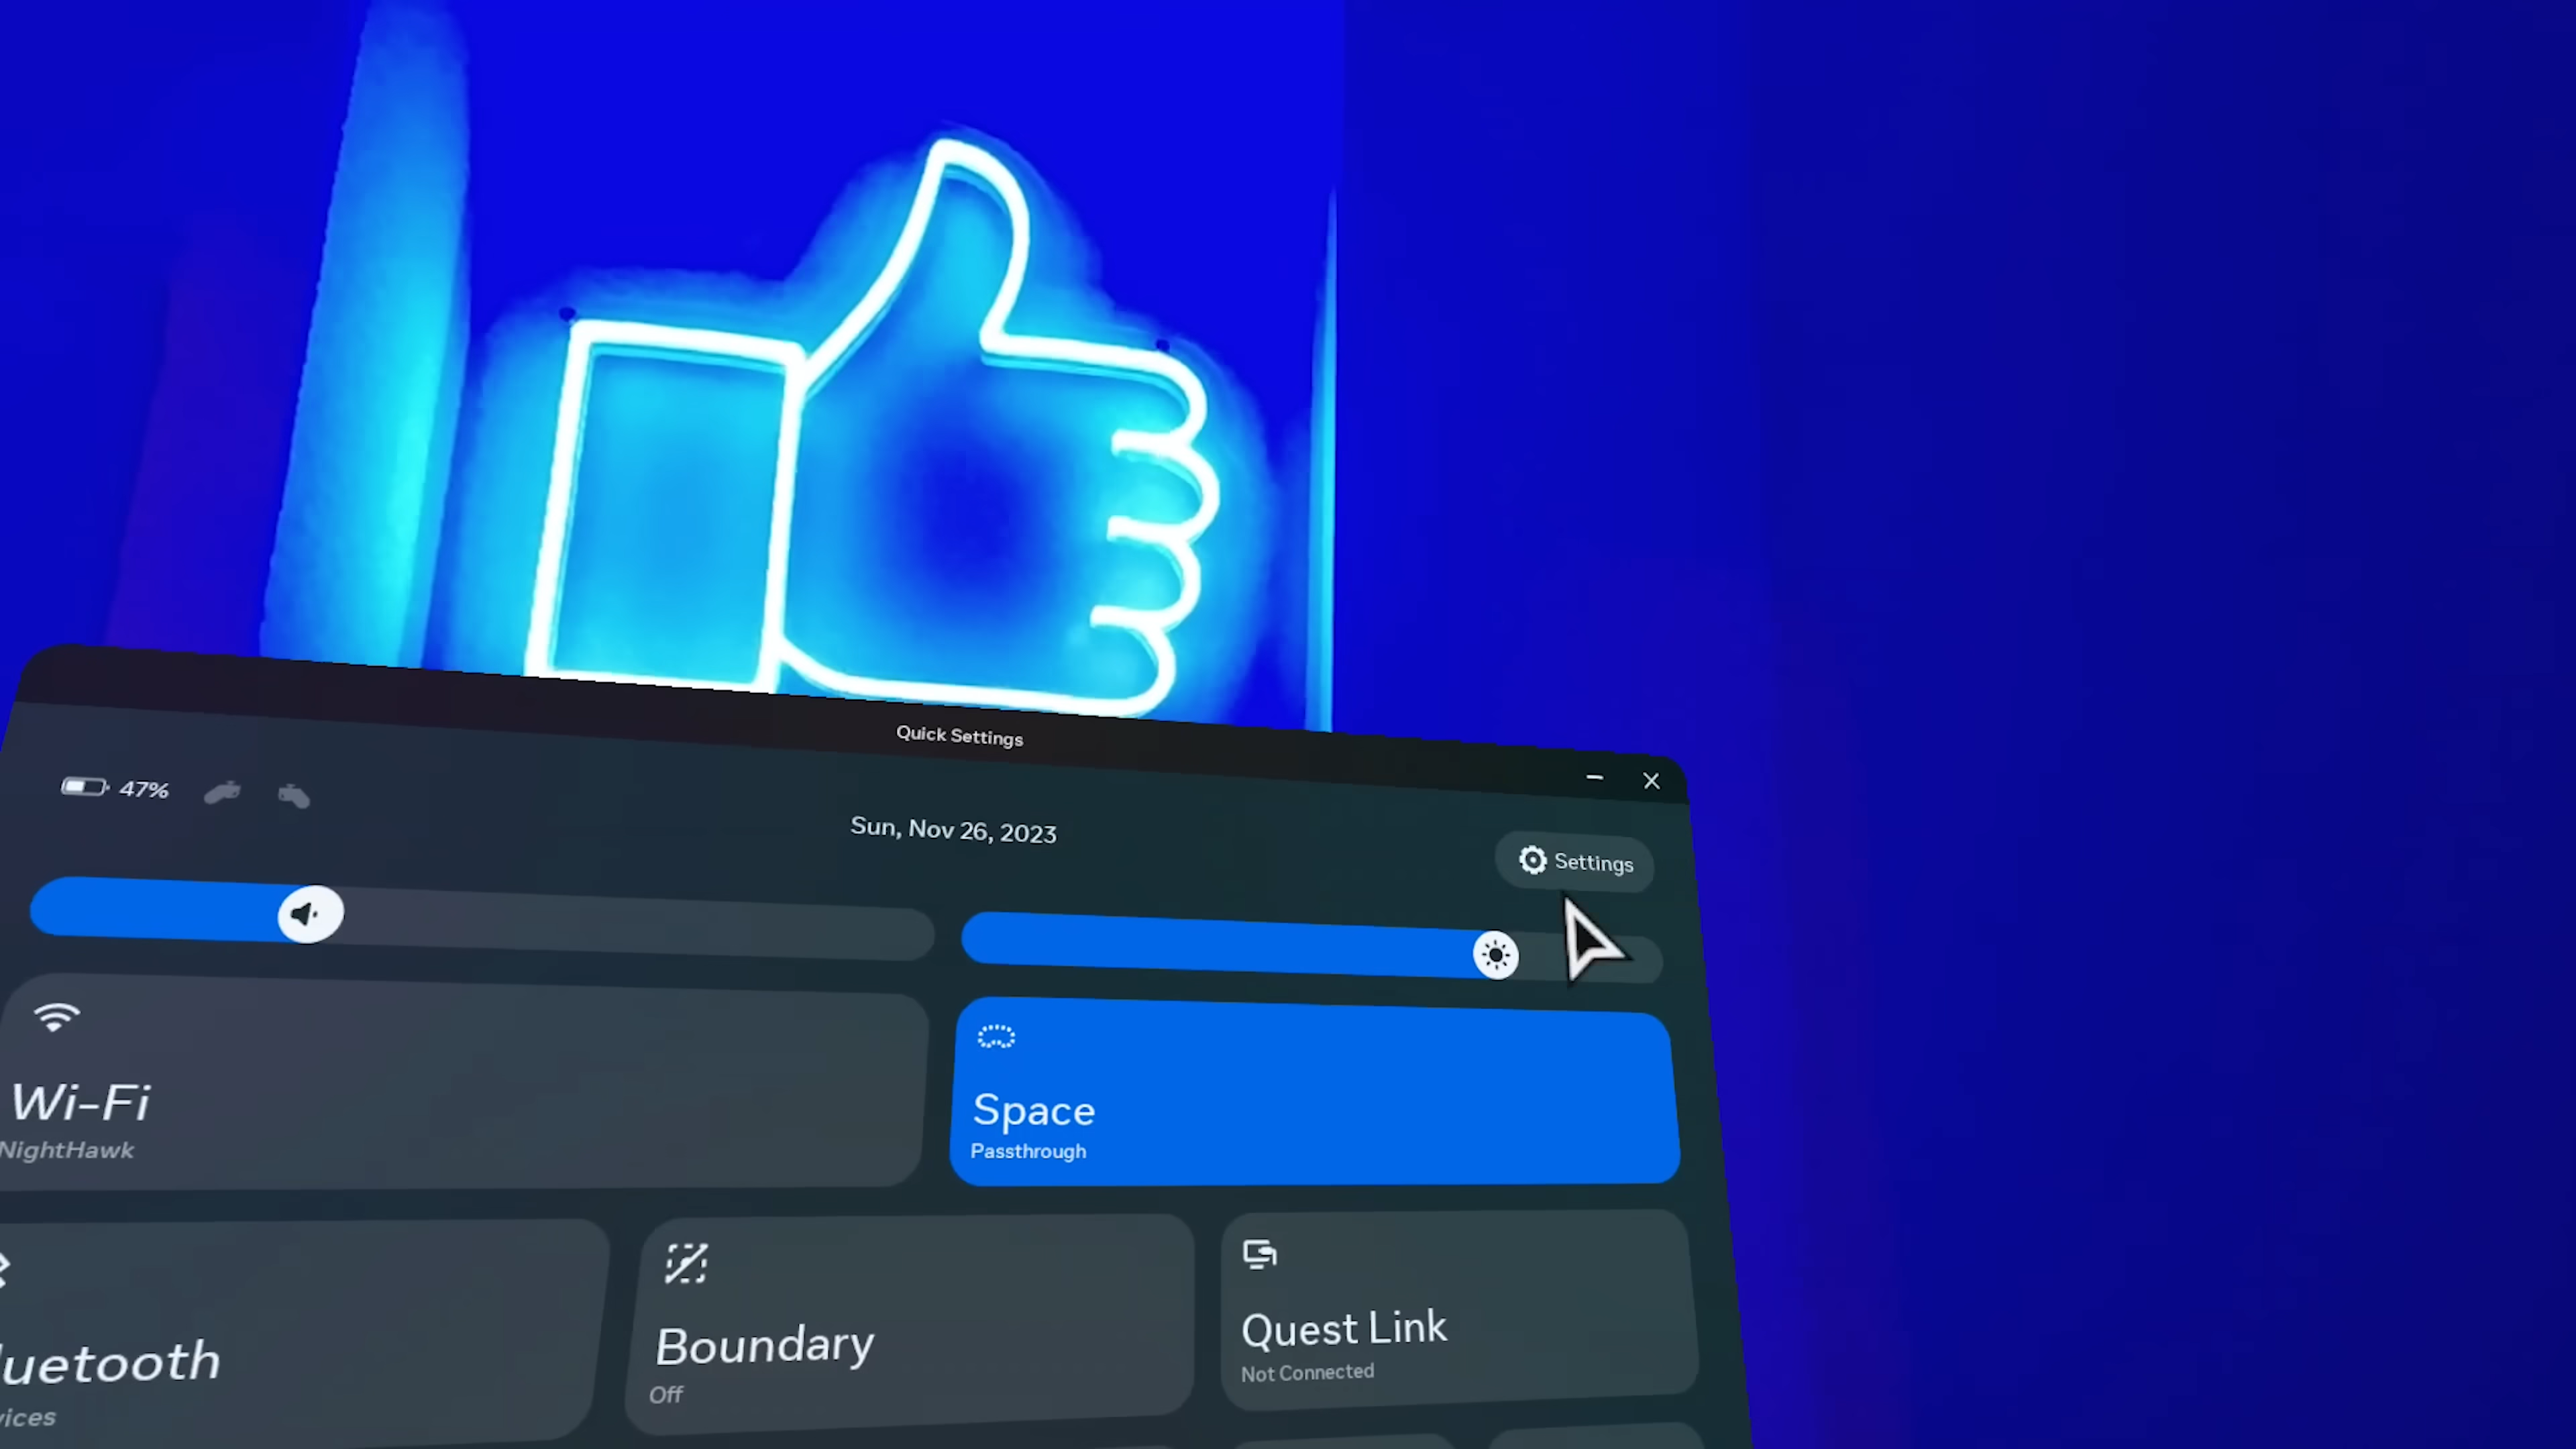 Quick Settings
47%
Sun, Nov 26, 2023
Settings
Wi-Fi
NightHawk
Space
Passthrough
luetooth
vices
Boundary
Off
Quest Link
Not Connected